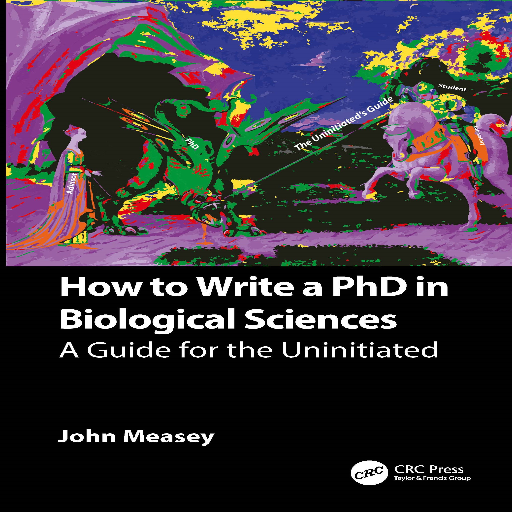 Student
The Uninitiated's Guide
PhD
Advisor
How to Write a PhD in
Biological Sciences
A Guide for the Uninitiated
John Measey
CRC
CRC Press
Taylor & Francis Group